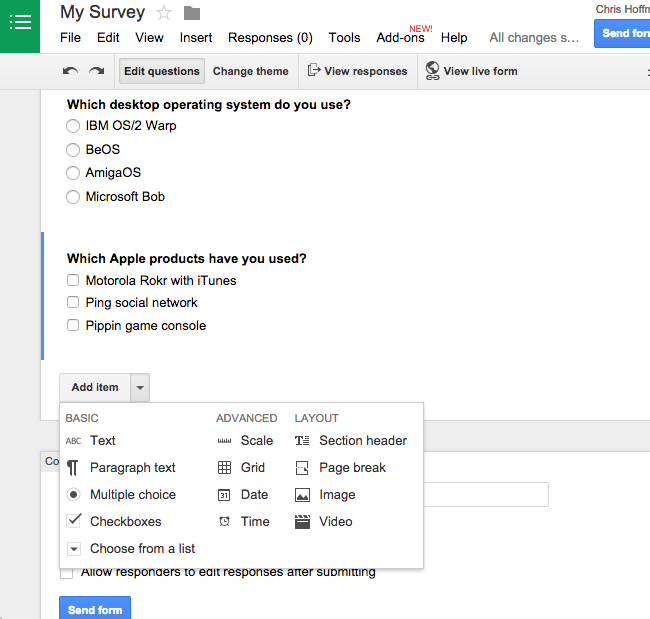 My Survey
Chris Hoffm
File Edit View Insert Responses (0) Tools Add-ons NEW! Help All changes s...
Send form
Edit questions Change theme View responses View live form
Which desktop operating system do you use?
IBM OS/2 Warp
BeOS
AmigaOS
Microsoft Bob
Which Apple products have you used?
Motorola Rokr with iTunes
Ping social network
Pippin game console
Add item
BASIC ADVANCED LAYOUT
ABC Text Scale Section header
Paragraph text Grid Page break
Multiple choice 31 Date Image
Checkboxes Time Video
Choose from a list
Co
Allow responders to edit responses after submitting
Send form